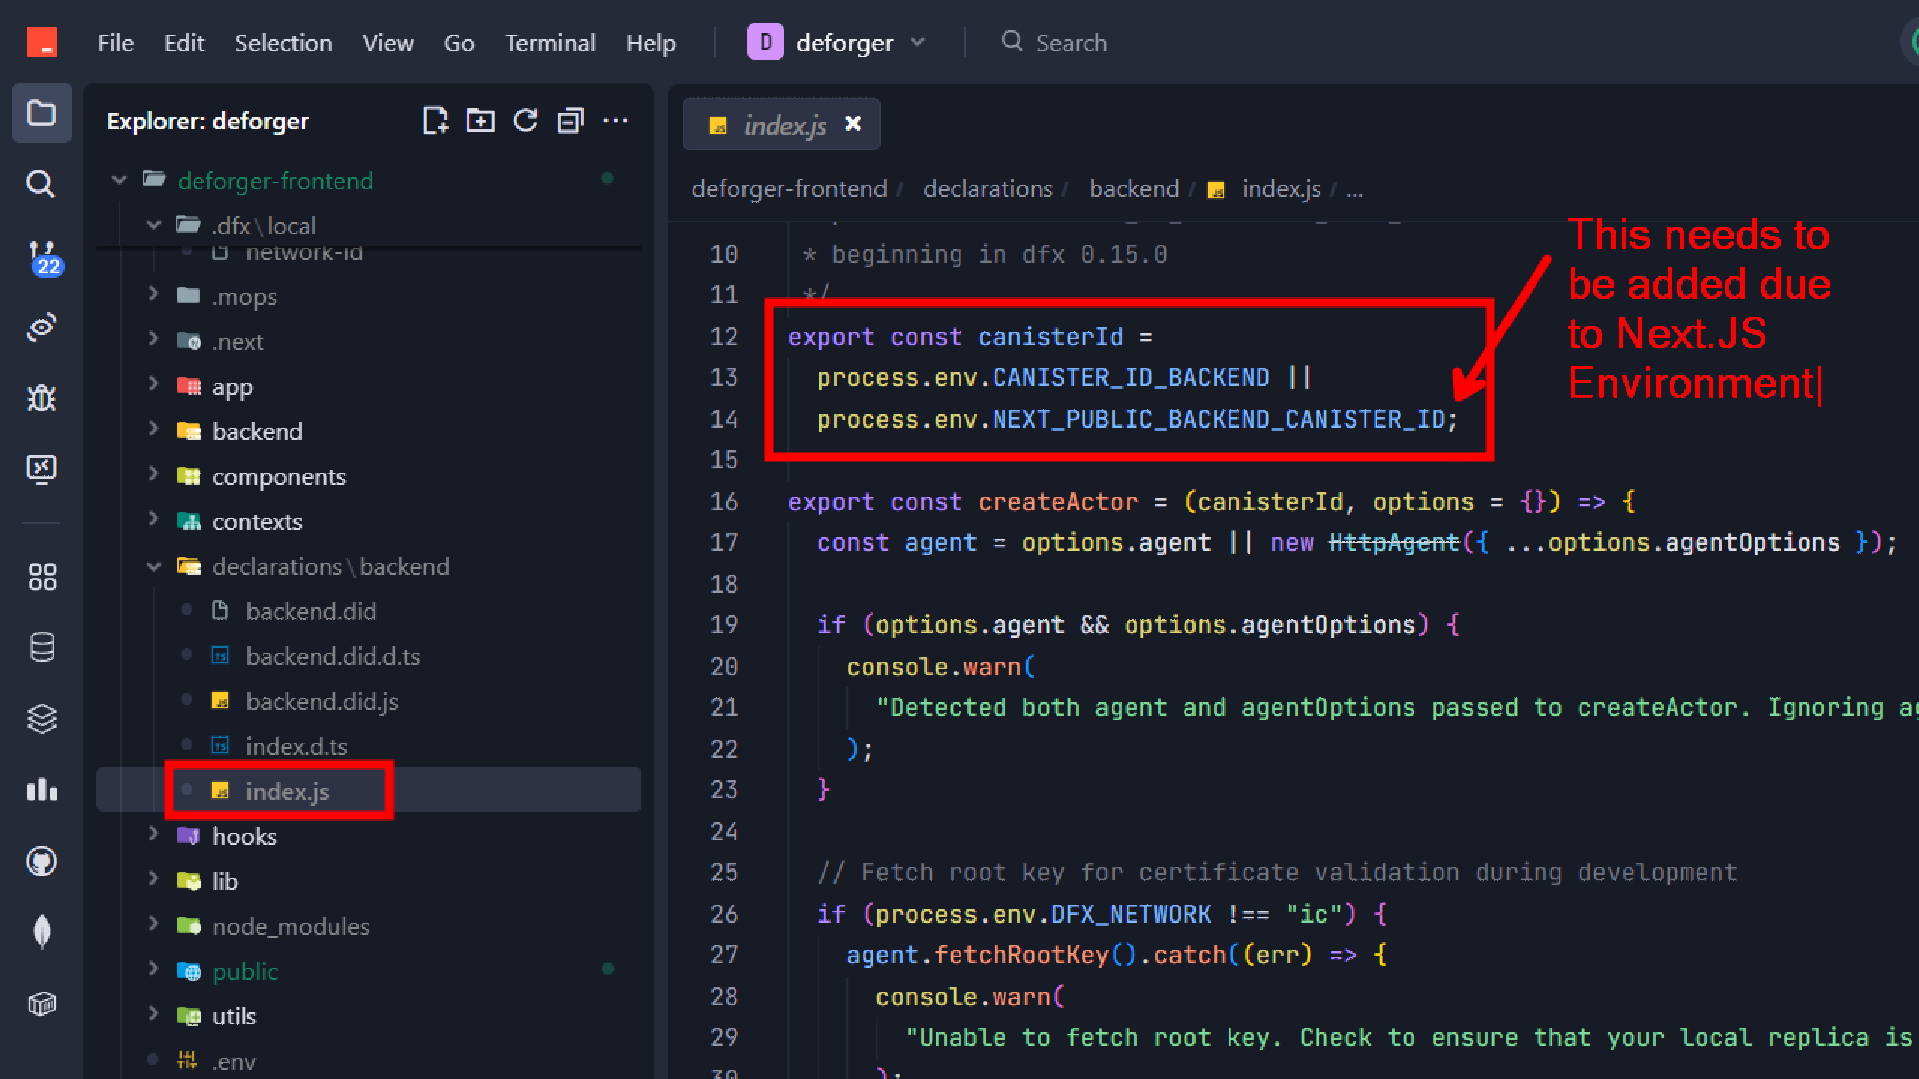 File Edit Selection View Go Terminal Help D deforger Search
Explorer: deforger
deforger-frontend
.dfx\local
network-id
.mops
.next
app
backend
components
contexts
declarations\backend
backend.did
backend.did.d.ts
backend.did.js
index.d.ts
index.js
hooks
lib
node_modules
public
utils
.env
22
index.js
deforger-frontend / declarations / backend / index.js / ...
10 * beginning in dfx 0.15.0
11 */
12 export const canisterId =
13 process.env.CANISTER_ID_BACKEND ||
14 process.env.NEXT_PUBLIC_BACKEND_CANISTER_ID;
15
16 export const createActor = (canisterId, options = {}) => {
17 const agent = options.agent || new HttpAgent({ ...options.agentOptions });
18
19 if (options.agent && options.agentOptions) {
20 console.warn(
21 "Detected both agent and agentOptions passed to createActor. Ignoring
22 );
23 }
24
25 // Fetch root key for certificate validation during development
26 if (process.env.DFX_NETWORK !== "ic") {
27 agent.fetchRootKey().catch((err) => {
28 console.warn(
29 "Unable to fetch root key. Check to ensure that your local replica is
30 );
This needs to
be added due
to Next.JS
Environment